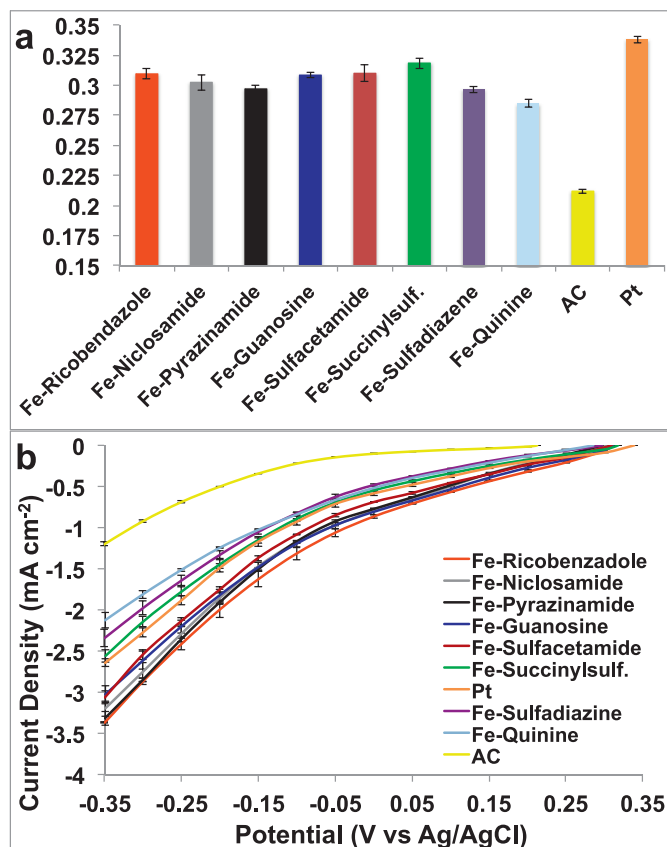 a
0.35
0.325
0.3
0.275
0.25
0.225
0.2
0.175
0.15
Fe-Ricobendazole
Fe-Niclosamide
Fe-Pyrazinamide
Fe-Guanosine
Fe-Sulfacetamide
Fe-Succinylsulf.
Fe-Sulfadiazene
Fe-Quinine
AC
Pt
b
0
-0.5
-1
-1.5
-2
-2.5
-3
-3.5
-4
Current Density (mA cm⁻²)
Fe-Ricobenzadole
Fe-Niclosamide
Fe-Pyrazinamide
Fe-Guanosine
Fe-Sulfacetamide
Fe-Succinylsulf.
Pt
Fe-Sulfadiazine
Fe-Quinine
AC
-0.35 -0.25 -0.15 -0.05 0.05 0.15 0.25 0.35
Potential (V vs Ag/AgCl)